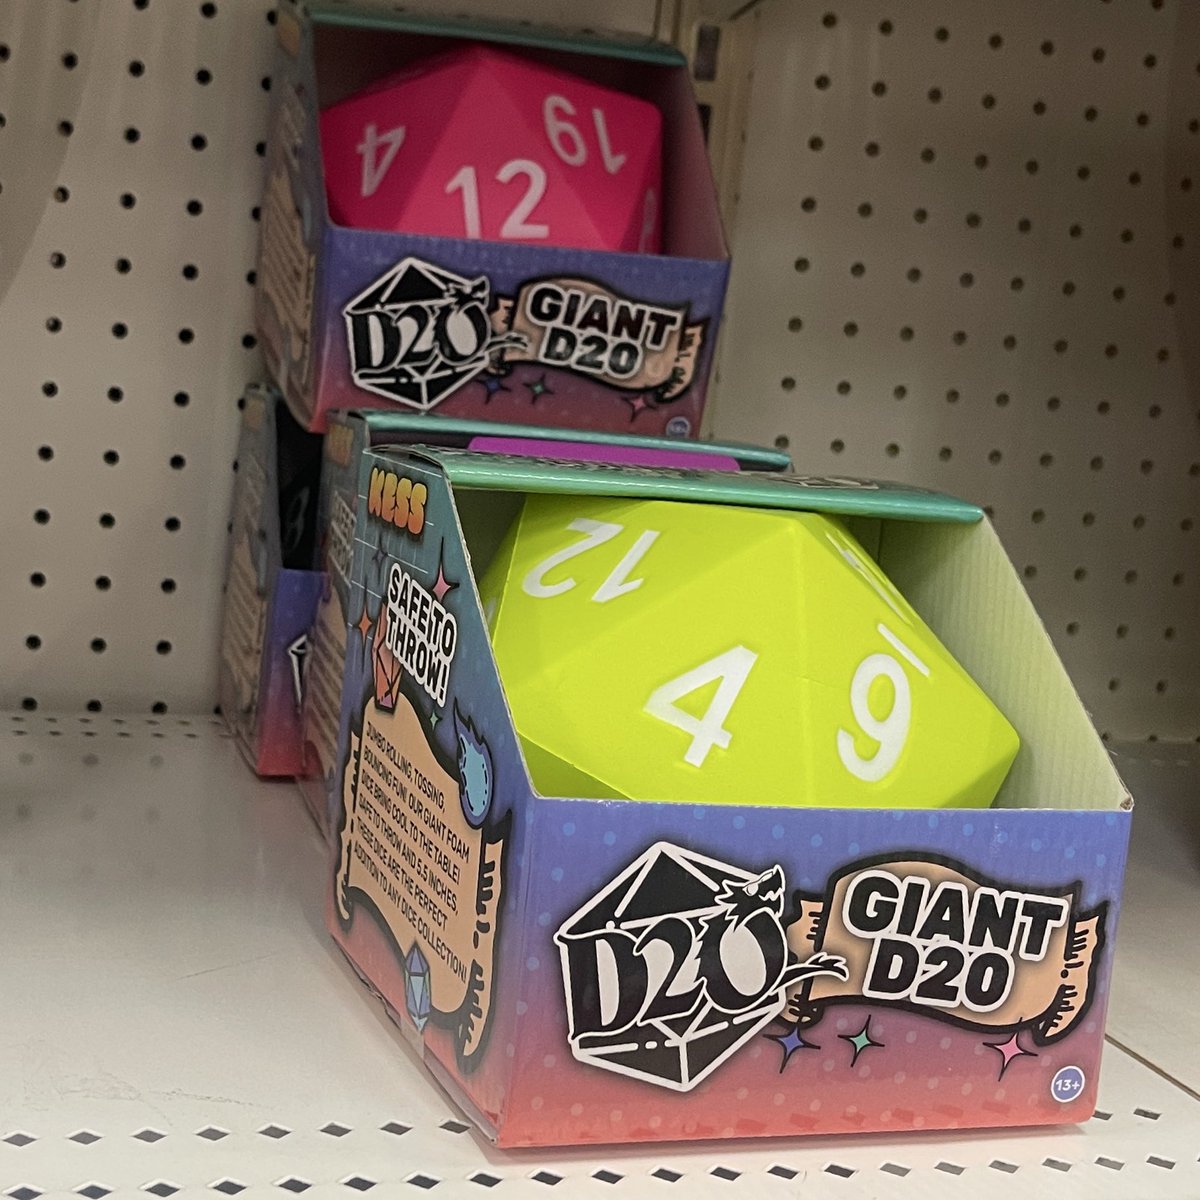 4
12
19
D20
GIANT
D20
KESS
SAFE TO
THROW!
JUMBO ROLLING, TOSSING,
BOUNCING FUN! OUR GIANT FOAM
DICE BRING COOL TO THE TABLE!
SAFE TO THROW AND 5.5 INCHES,
THESE DICE ARE THE PERFECT
ADDITION TO ANY DICE COLLECTION!
12
4
6
D20
GIANT
D20
13+